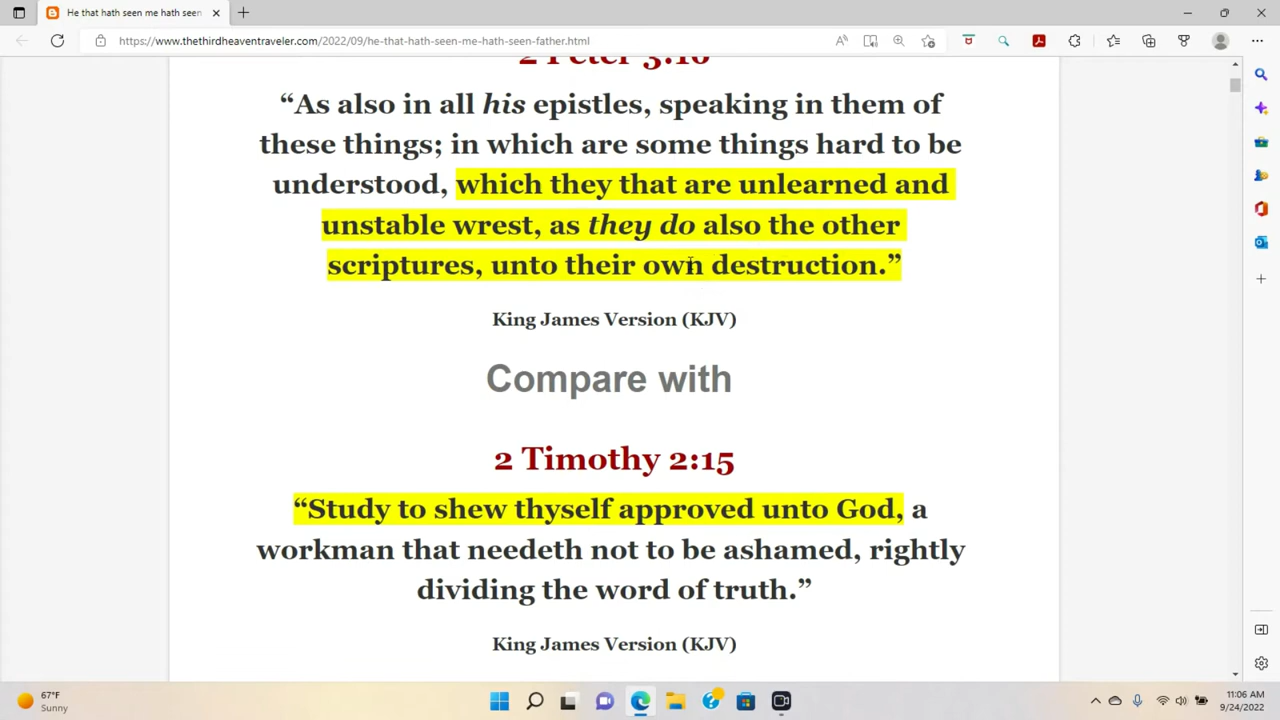 He that hath seen me hath seen
https://www.thethirdheaventraveler.com/2022/09/he-that-hath-seen-me-hath-seen-father.html
2 Peter 3:16
“As also in all his epistles, speaking in them of
these things; in which are some things hard to be
understood, which they that are unlearned and
unstable wrest, as they do also the other
scriptures, unto their own destruction.”
King James Version (KJV)
Compare with
2 Timothy 2:15
“Study to shew thyself approved unto God, a
workman that needeth not to be ashamed, rightly
dividing the word of truth.”
King James Version (KJV)
67°F
Sunny
11:06 AM
9/24/2022